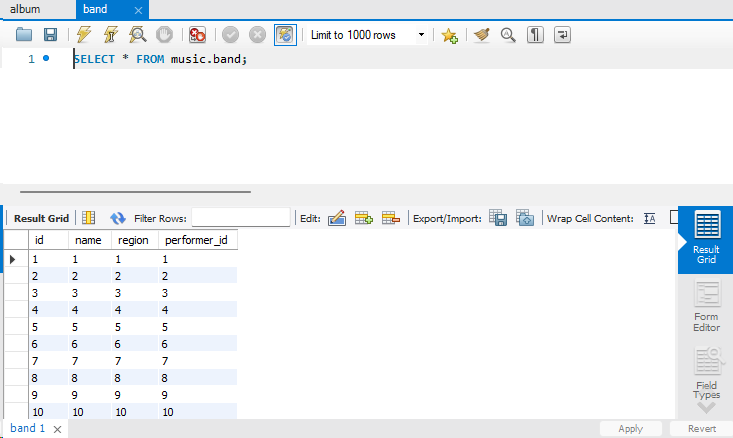 album band
Limit to 1000 rows
1 SELECT * FROM music.band;
Result Grid Filter Rows: Edit: Export/Import: Wrap Cell Content:
id name region performer_id
1 1 1 1
2 2 2 2
3 3 3 3
4 4 4 4
5 5 5 5
6 6 6 6
7 7 7 7
8 8 8 8
9 9 9 9
10 10 10 10
Result
Grid
Form
Editor
Field
Types
band 1 Apply Revert